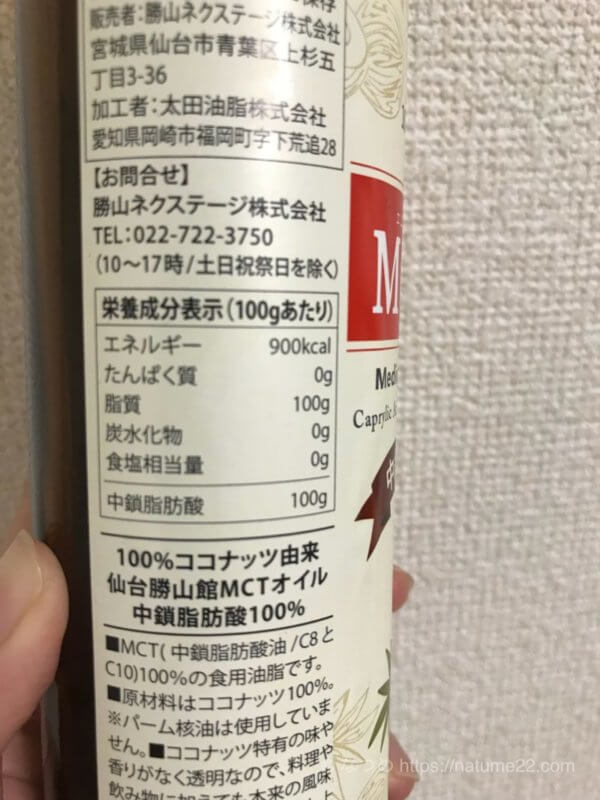 保存
販売者:勝山ネクステージ株式会社
宮城県仙台市青葉区上杉五
丁目3-36
加工者:太田油脂株式会社
愛知県岡崎市福岡町字下荒追28
【お問合せ】
勝山ネクステージ株式会社
TEL:022-722-3750
(10～17時/土日祝祭日を除く)
栄養成分表示(100gあたり)
エネルギー 900kcal
たんぱく質 0g
脂質 100g
炭水化物 0g
食塩相当量 0g
中鎖脂肪酸 100g
100%ココナッツ由来
仙台勝山館MCTオイル
中鎖脂肪酸100%
■MCT(中鎖脂肪酸油/C8と
C10)100%の食用油脂です。
■原材料はココナッツ100%。
※パーム核油は使用していま
せん。■ココナッツ特有の味や
香りがなく透明なので、料理や
飲み物に加えても本来の風味
M
Medi
Caprylic A
中
https://natume22.com